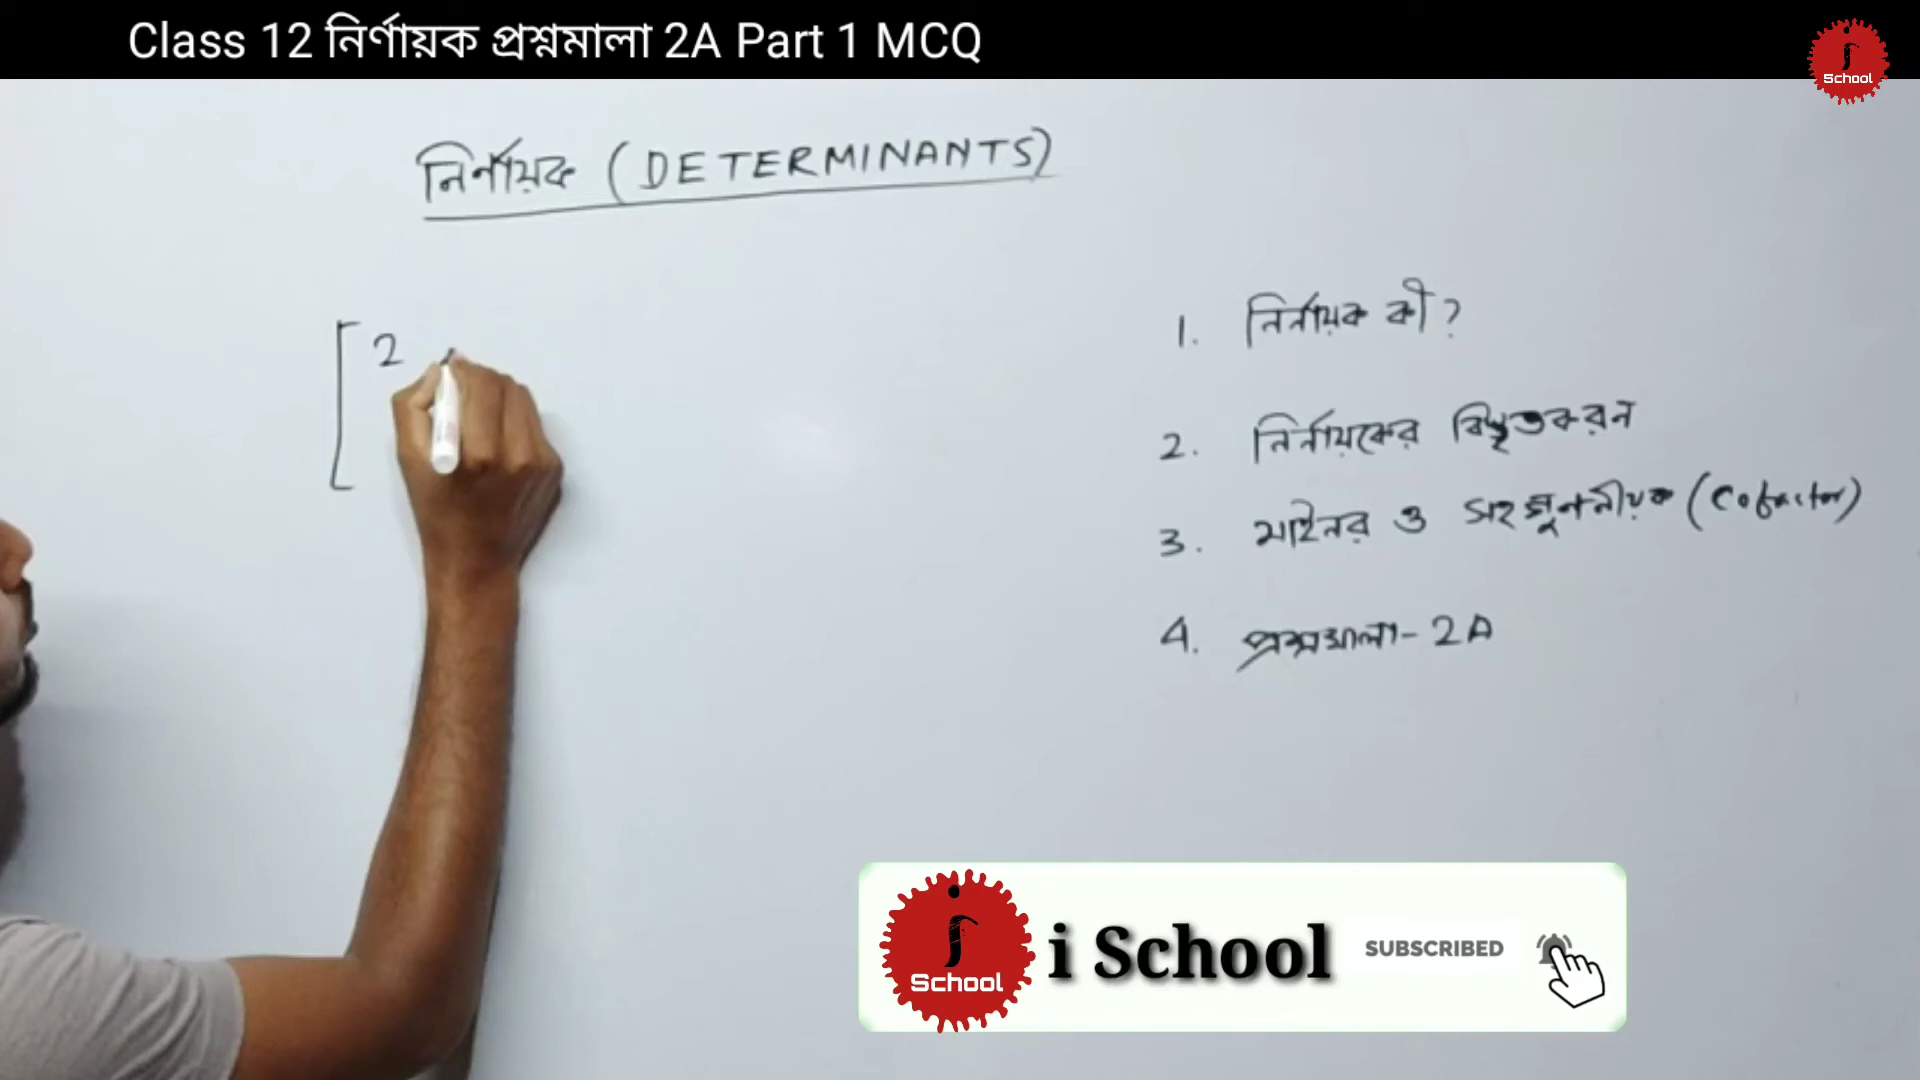 Class 12 নির্ণায়ক প্রশ্নমালা 2A Part 1 MCQ
i
School
নির্ণায়ক (DETERMINANTS)
2
1. নির্ণায়ক কী?
2. নির্ণায়কের বিস্তৃতকরন
3. মাইনর ও সহগুননীয়ক (Cofactor)
4. প্রশ্নমালা - 2A
i
School
i School
SUBSCRIBED